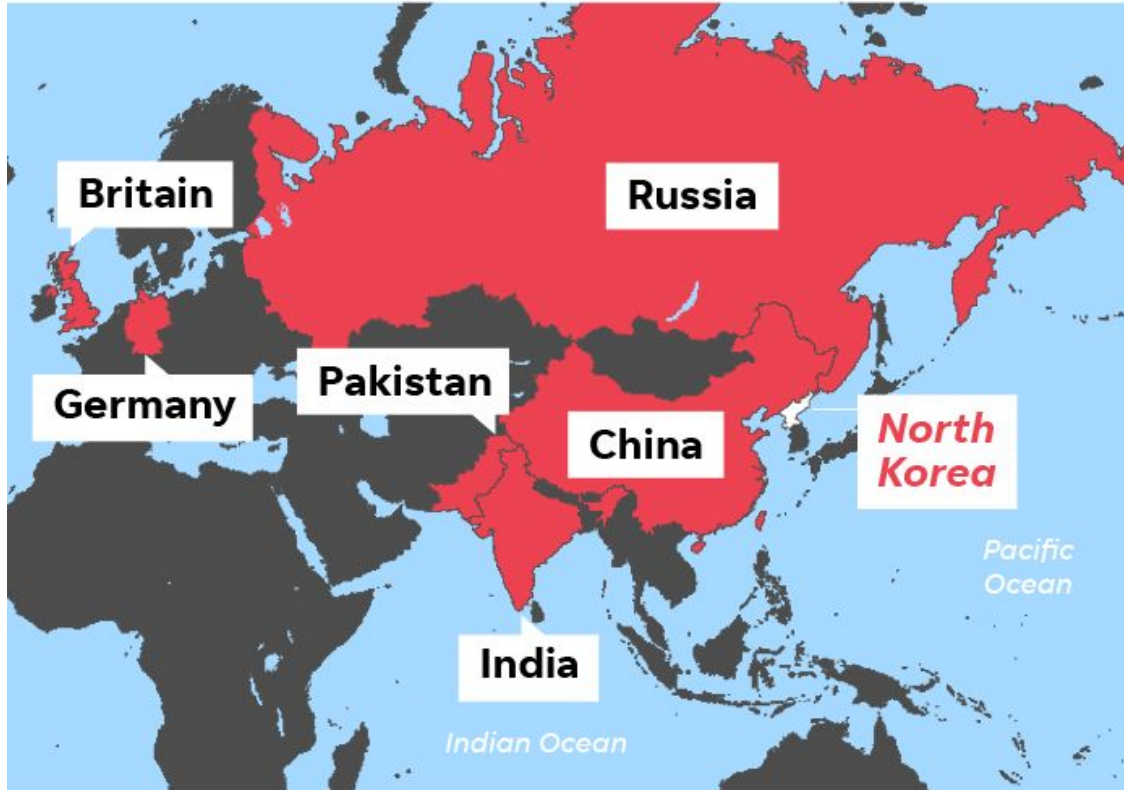 Britain
Russia
Germany
Pakistan
China
North
Korea
Pacific
Ocean
India
Indian Ocean